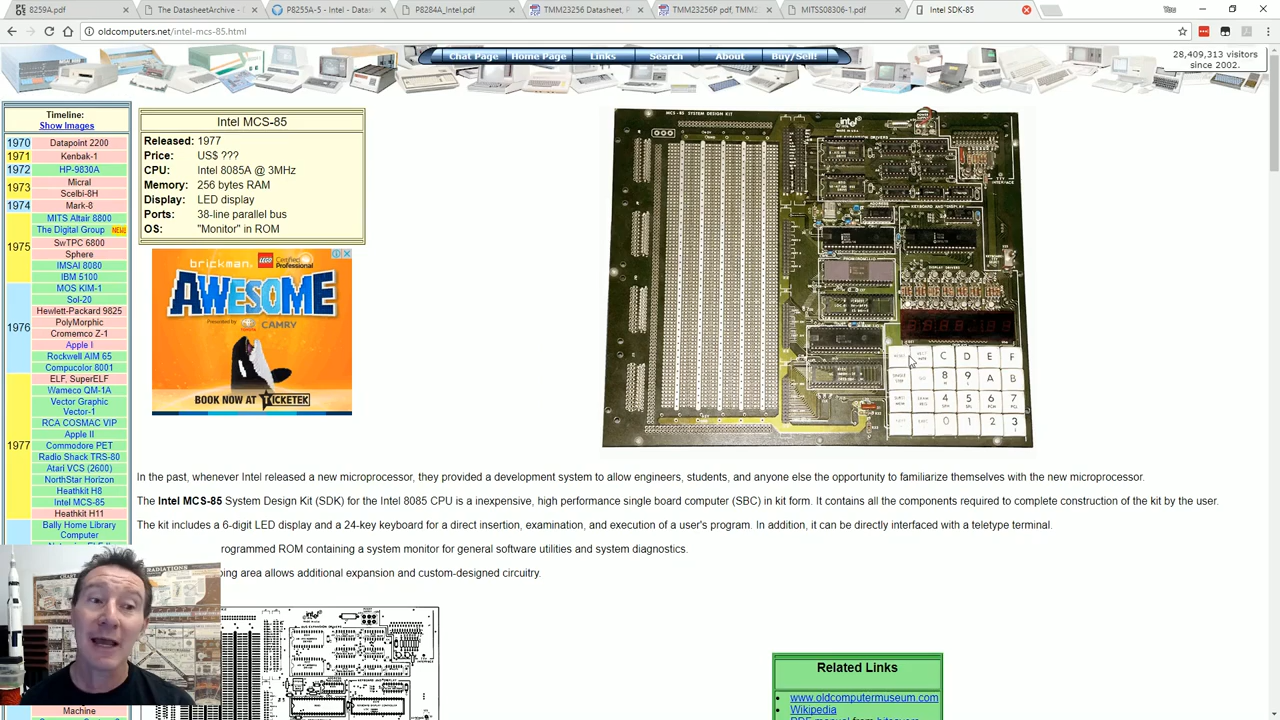 8259A.pdf
The DatasheetArchive -
P8255A-5 - Intel - Datas
P8284A_Intel.pdf
TMM23256 Datasheet,
TMM23256P pdf, TMM2
MITSS08306-1.pdf
Intel SDK-85
You
oldcomputers.net/intel-mcs-85.html
Chat Page
Home Page
Links
Search
About
Buy/Sell!
28,409,313 visitors
since 2002.
Timeline:
Show Images
1970 Datapoint 2200
1971 Kenbak-1
1972 HP-9830A
1973 Micral
Scelbi-8H
1974 Mark-8
MITS Altair 8800
The Digital Group NEW!
1975 SwTPC 6800
Sphere
IMSAI 8080
IBM 5100
MOS KIM-1
Sol-20
Hewlett-Packard 9825
1976 PolyMorphic
Cromemco Z-1
Apple I
Rockwell AIM 65
Compucolor 8001
ELF, SuperELF
Wameco QM-1A
Vector Graphic
Vector-1
RCA COSMAC VIP
Apple II
1977 Commodore PET
Radio Shack TRS-80
Atari VCS (2600)
NorthStar Horizon
Heathkit H8
Intel MCS-85
Heathkit H11
Bally Home Library
Computer
Machine
Intel MCS-85
Released: 1977
Price: US$ ???
CPU: Intel 8085A @ 3MHz
Memory: 256 bytes RAM
Display: LED display
Ports: 38-line parallel bus
OS: "Monitor" in ROM
brickman
LEGO Certified
Professional
AWESOME
Presented by CAMRY
BOOK NOW AT TICKETEK
MCS-85 SYSTEM DESIGN KIT
intel
C D E F
8 9 A B
4 5 6 7
0 1 2 3
In the past, whenever Intel released a new microprocessor, they provided a development system to allow engineers, students, and anyone else the opportunity to familiarize themselves with the new microprocessor.
The Intel MCS-85 System Design Kit (SDK) for the Intel 8085 CPU is a inexpensive, high performance single board computer (SBC) in kit form. It contains all the components required to complete construction of the kit by the user.
The kit includes a 6-digit LED display and a 24-key keyboard for a direct insertion, examination, and execution of a user's program. In addition, it can be directly interfaced with a teletype terminal.
rogrammed ROM containing a system monitor for general software utilities and system diagnostics.
ing area allows additional expansion and custom-designed circuitry.
intel
Related Links
www.oldcomputermuseum.com
Wikipedia